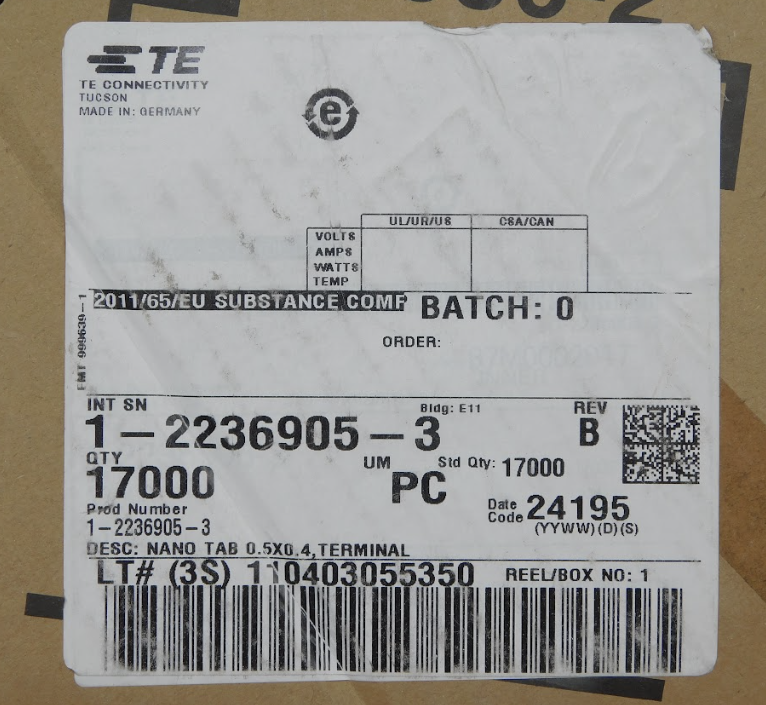 TE
TE CONNECTIVITY
TUCSON
MADE IN: GERMANY
e
UL/UR/US CSA/CAN
VOLTS
AMPS
WATTS
TEMP
2011/65/EU SUBSTANCE COMP BATCH: 0
ORDER:
FMT 999639-1
INT SN Bldg: E11 REV
1-2236905-3 B
QTY UM Std Qty: 17000
17000 PC
Prod Number Date Code 24195
1-2236905-3 (YYWW)(D)(S)
DESC: NANO TAB 0.5X0.4,TERMINAL
LT# (3S) 110403055350 REEL/BOX NO: 1